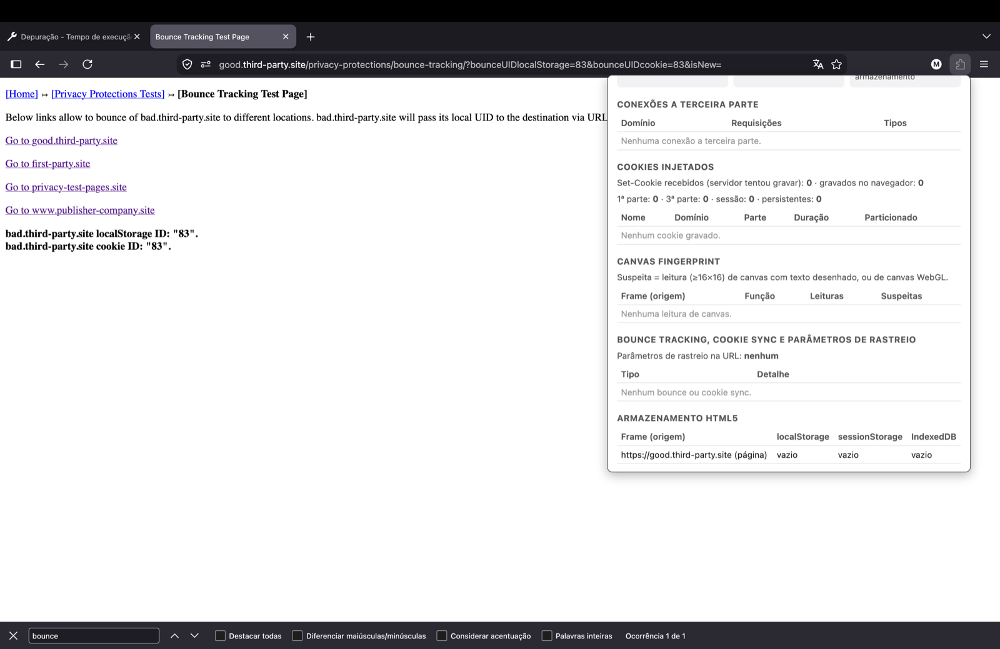 Depuração - Tempo de execuçã
Bounce Tracking Test Page
good.third-party.site/privacy-protections/bounce-tracking/?bounceUIDlocalStorage=83&bounceUIDcookie=83&isNew=
M
[Home] ↣ [Privacy Protections Tests] ↣ [Bounce Tracking Test Page]
Below links allow to bounce of bad.third-party.site to different locations. bad.third-party.site will pass its local UID to the destination via URL
Go to good.third-party.site
Go to first-party.site
Go to privacy-test-pages.site
Go to www.publisher-company.site
bad.third-party.site localStorage ID: "83".
bad.third-party.site cookie ID: "83".
armazenamento
CONEXÕES A TERCEIRA PARTE
Domínio Requisições Tipos
Nenhuma conexão a terceira parte.
COOKIES INJETADOS
Set-Cookie recebidos (servidor tentou gravar): 0 · gravados no navegador: 0
1ª parte: 0 · 3ª parte: 0 · sessão: 0 · persistentes: 0
Nome Domínio Parte Duração Particionado
Nenhum cookie gravado.
CANVAS FINGERPRINT
Suspeita = leitura (≥16×16) de canvas com texto desenhado, ou de canvas WebGL.
Frame (origem) Função Leituras Suspeitas
Nenhuma leitura de canvas.
BOUNCE TRACKING, COOKIE SYNC E PARÂMETROS DE RASTREIO
Parâmetros de rastreio na URL: nenhum
Tipo Detalhe
Nenhum bounce ou cookie sync.
ARMAZENAMENTO HTML5
Frame (origem) localStorage sessionStorage IndexedDB
https://good.third-party.site (página) vazio vazio vazio
bounce
Destacar todas
Diferenciar maiúsculas/minúsculas
Considerar acentuação
Palavras inteiras
Ocorrência 1 de 1